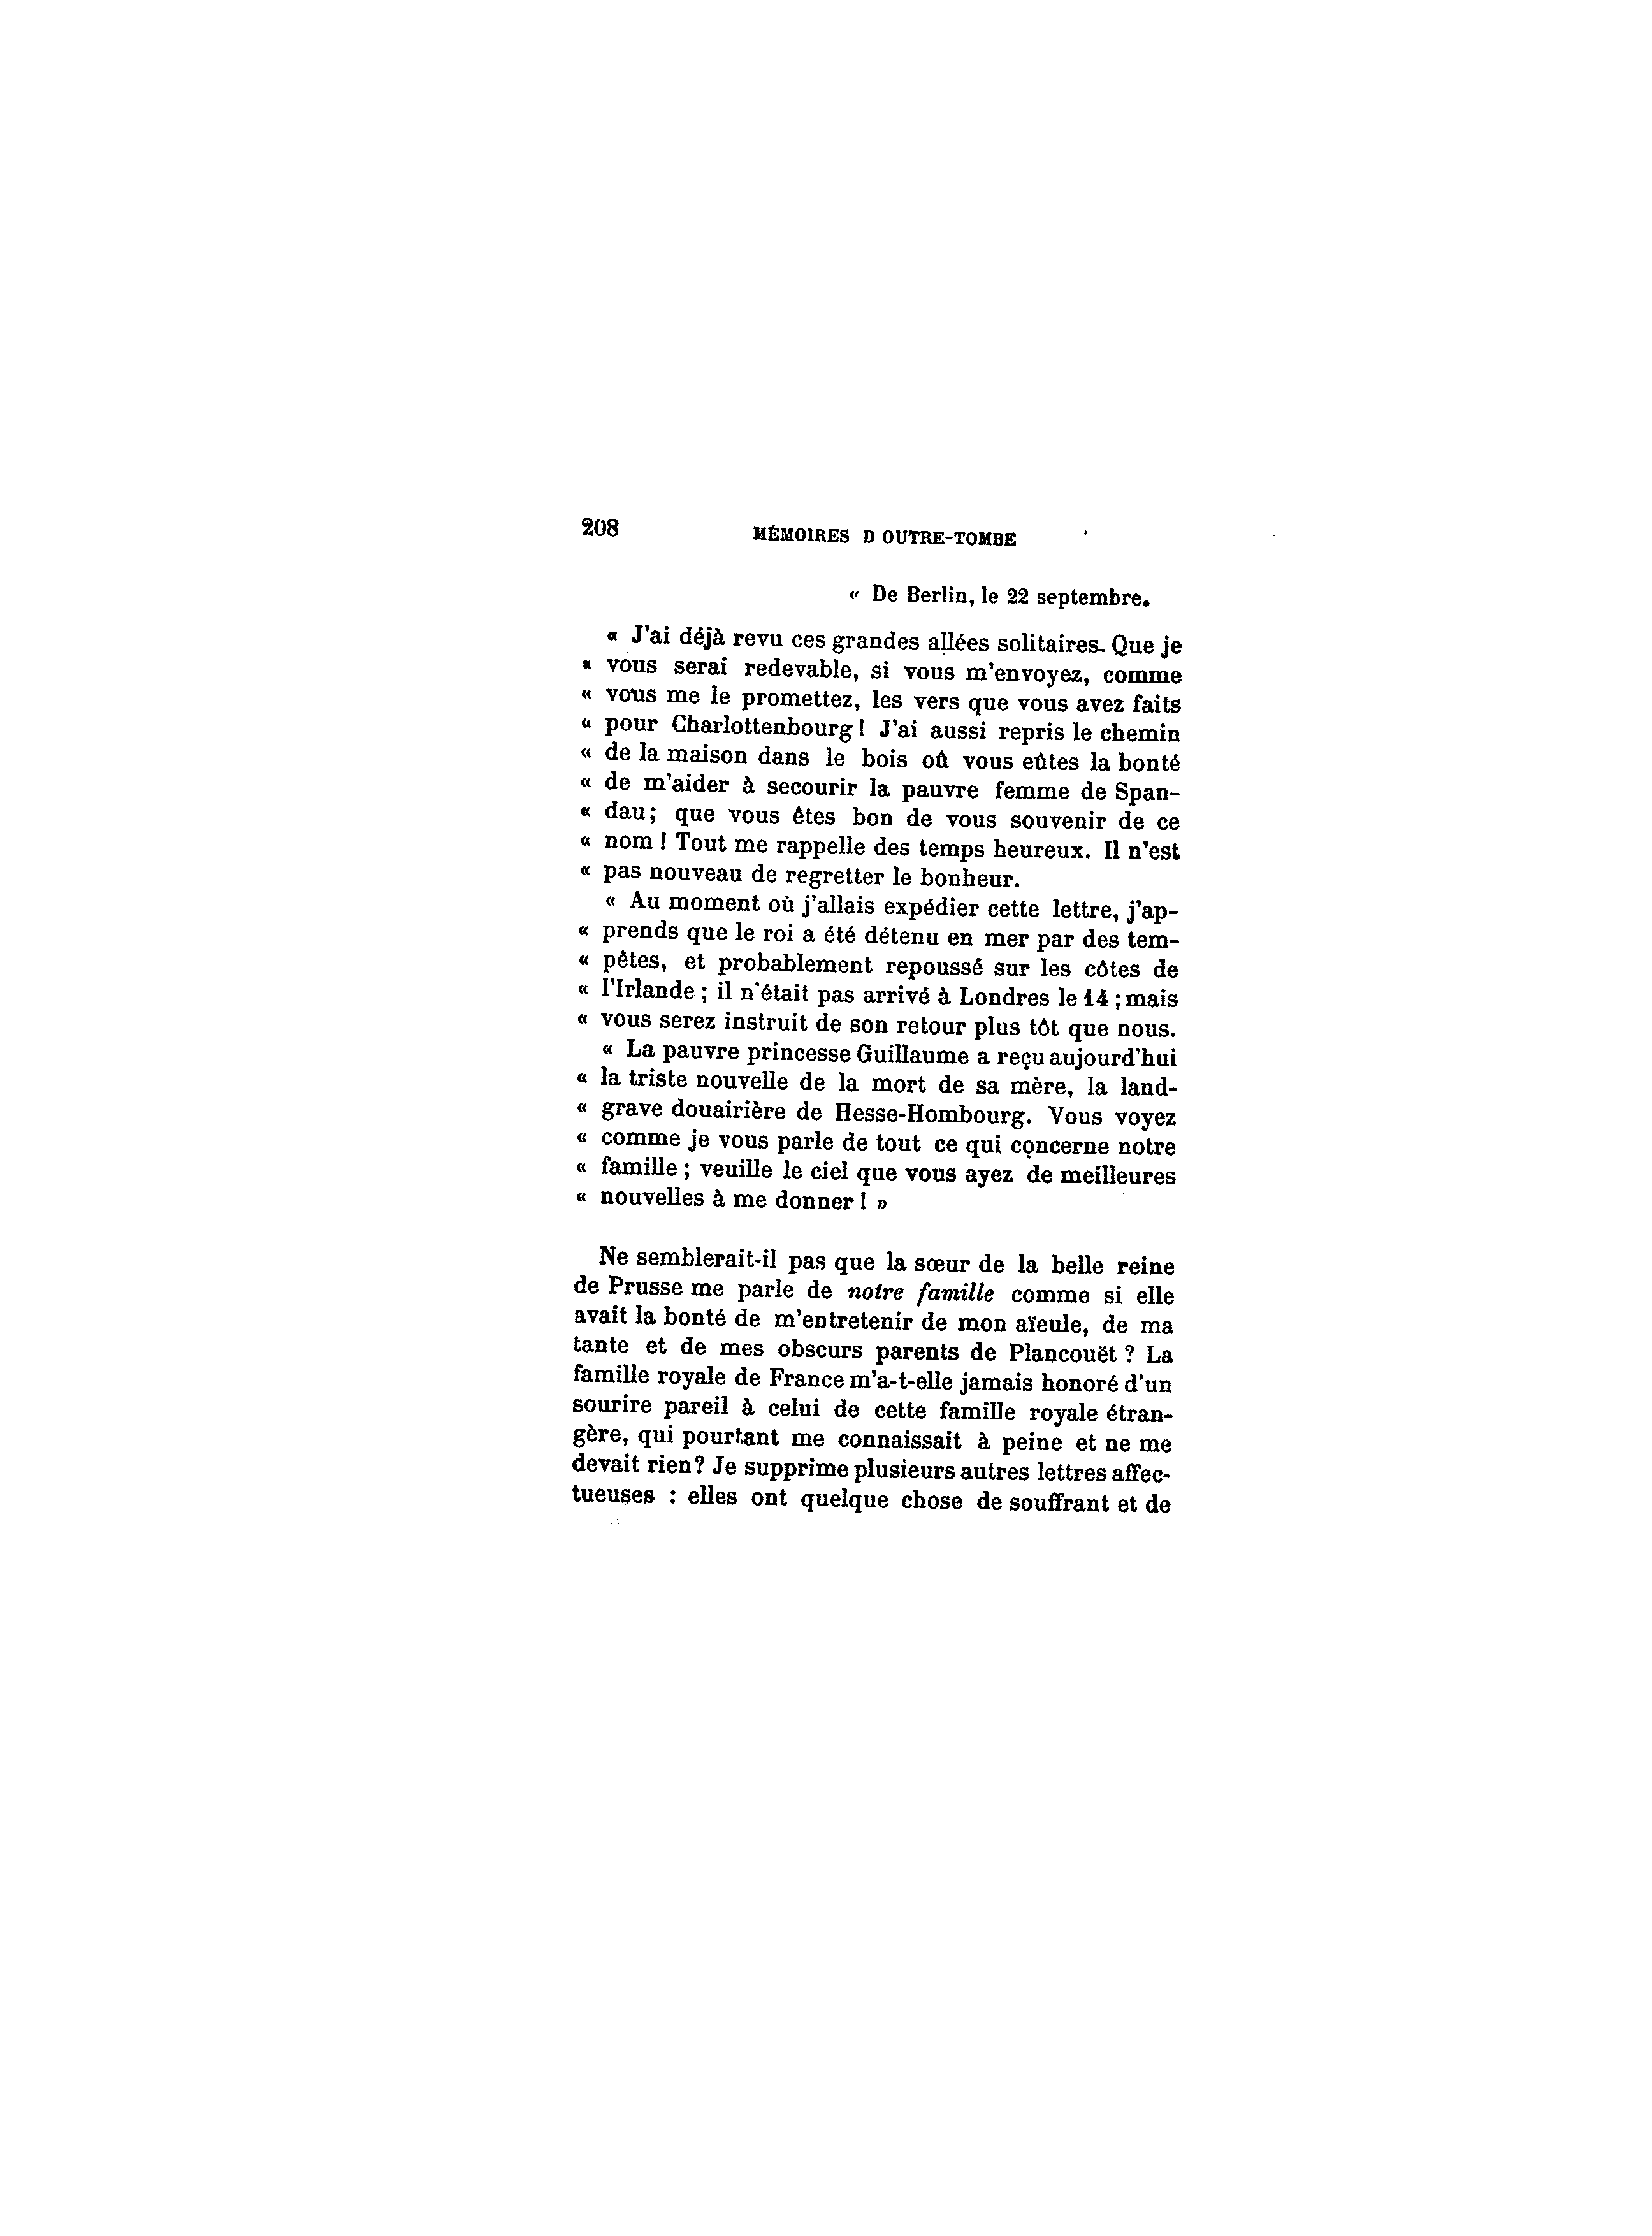 208
MÉMOIRES D OUTRE-TOMBE
« De Berlin, le 22 septembre.
« J'ai déjà revu ces grandes allées solitaires. Que je
« vous serai redevable, si vous m'envoyez, comme
« vous me le promettez, les vers que vous avez faits
« pour Charlottenbourg ! J'ai aussi repris le chemin
« de la maison dans le bois où vous eûtes la bonté
« de m'aider à secourir la pauvre femme de Span-
« dau ; que vous êtes bon de vous souvenir de ce
« nom ! Tout me rappelle des temps heureux. Il n'est
« pas nouveau de regretter le bonheur.
« Au moment où j'allais expédier cette lettre, j'ap-
« prends que le roi a été détenu en mer par des tem-
« pêtes, et probablement repoussé sur les côtes de
« l'Irlande ; il n'était pas arrivé à Londres le 14 ; mais
« vous serez instruit de son retour plus tôt que nous.
« La pauvre princesse Guillaume a reçu aujourd'hui
« la triste nouvelle de la mort de sa mère, la land-
« grave douairière de Hesse-Hombourg. Vous voyez
« comme je vous parle de tout ce qui concerne notre
« famille ; veuille le ciel que vous ayez de meilleures
« nouvelles à me donner ! »
Ne semblerait-il pas que la sœur de la belle reine
de Prusse me parle de notre famille comme si elle
avait la bonté de m'entretenir de mon aïeule, de ma
tante et de mes obscurs parents de Plancouët ? La
famille royale de France m'a-t-elle jamais honoré d'un
sourire pareil à celui de cette famille royale étran-
gère, qui pourtant me connaissait à peine et ne me
devait rien ? Je supprime plusieurs autres lettres affec-
tueuses : elles ont quelque chose de souffrant et de